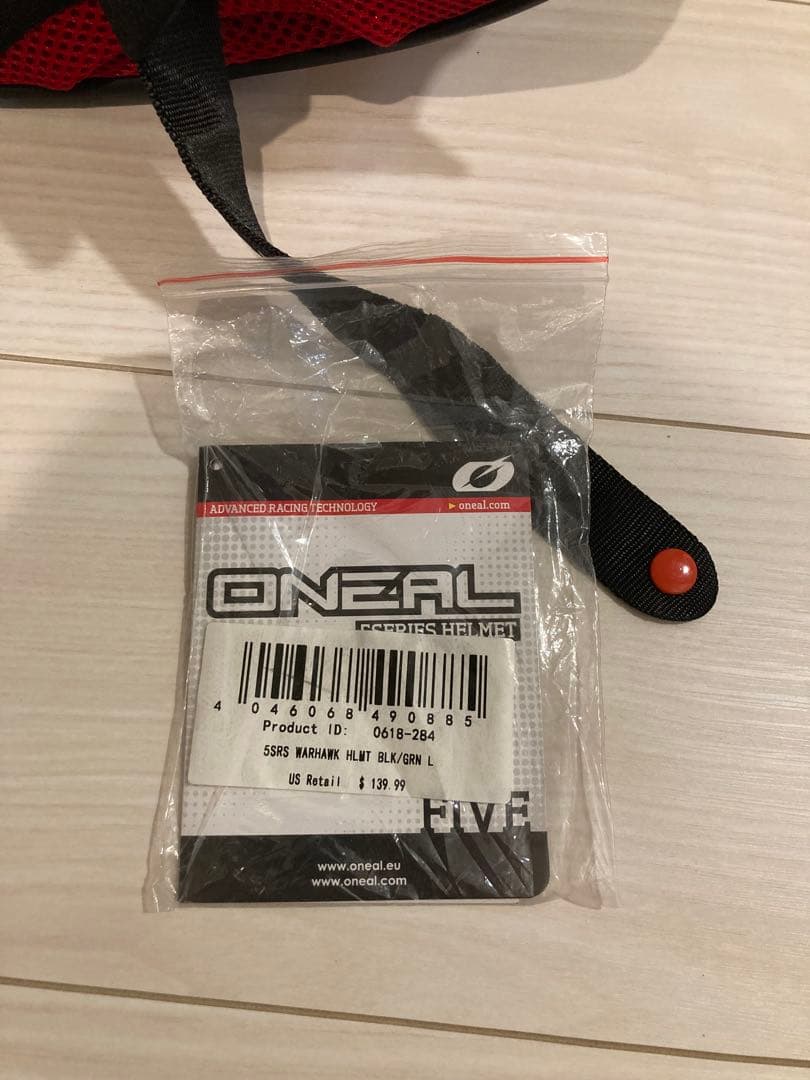 ADVANCED RACING TECHNOLOGY
oneal.com
ONEAL
5SERIES HELMET
4 046068 490885
Product ID: 0618-284
5SRS WARHAWK HLMT BLK/GRN L
US Retail $ 139.99
FIVE
www.oneal.eu
www.oneal.com